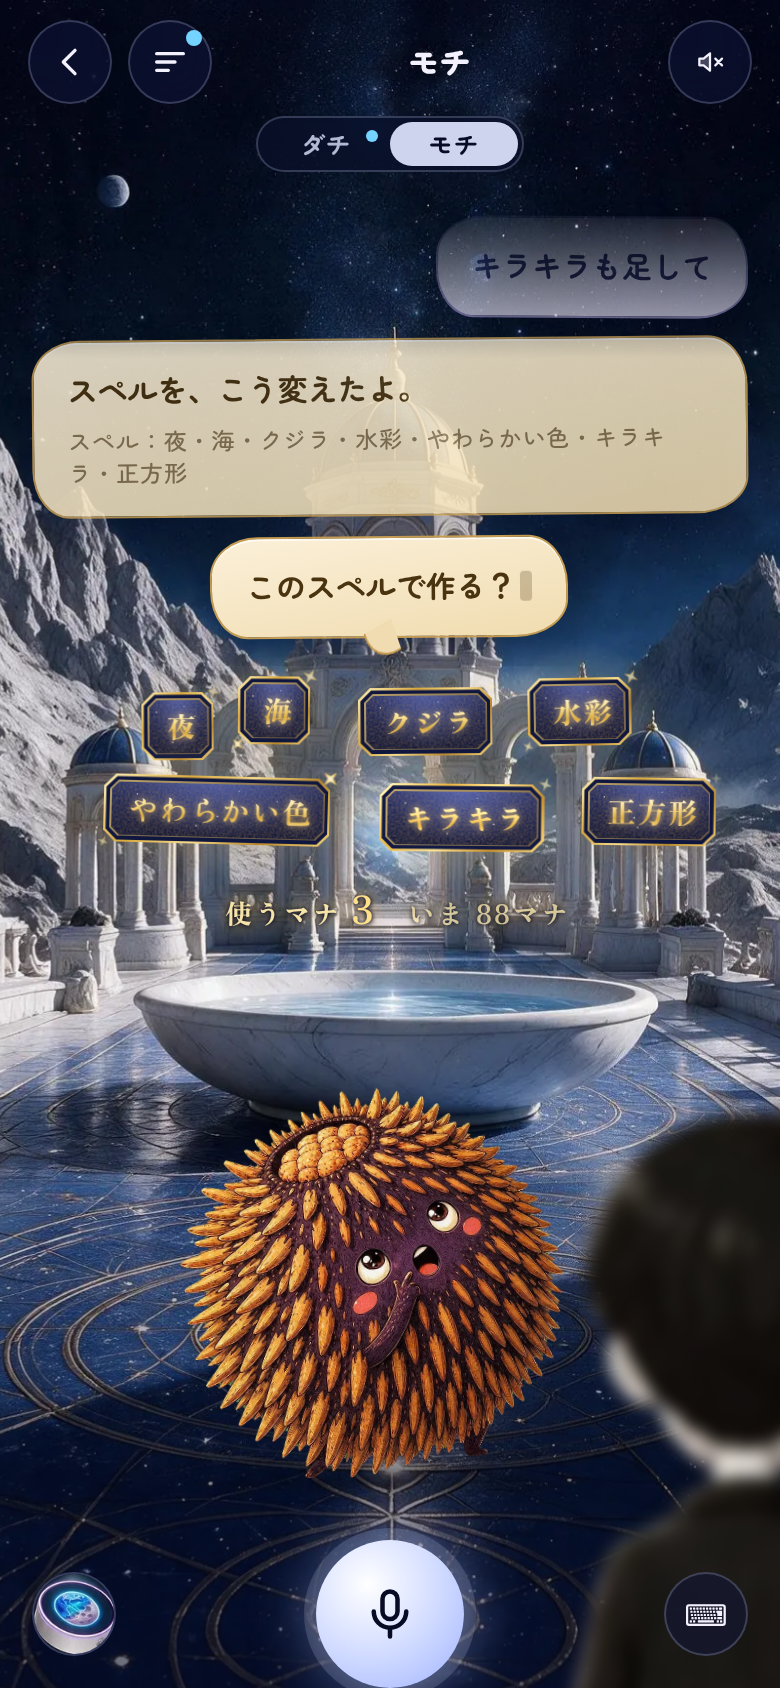 モチ
ダチ
モチ
キラキラも足して
スペルを、こう変えたよ。
スペル：夜・海・クジラ・水彩・やわらかい色・キラキ
ラ・正方形
このスペルで作る？
夜
海
クジラ
水彩
やわらかい色
キラキラ
正方形
使うマナ 3 いま 88マナ